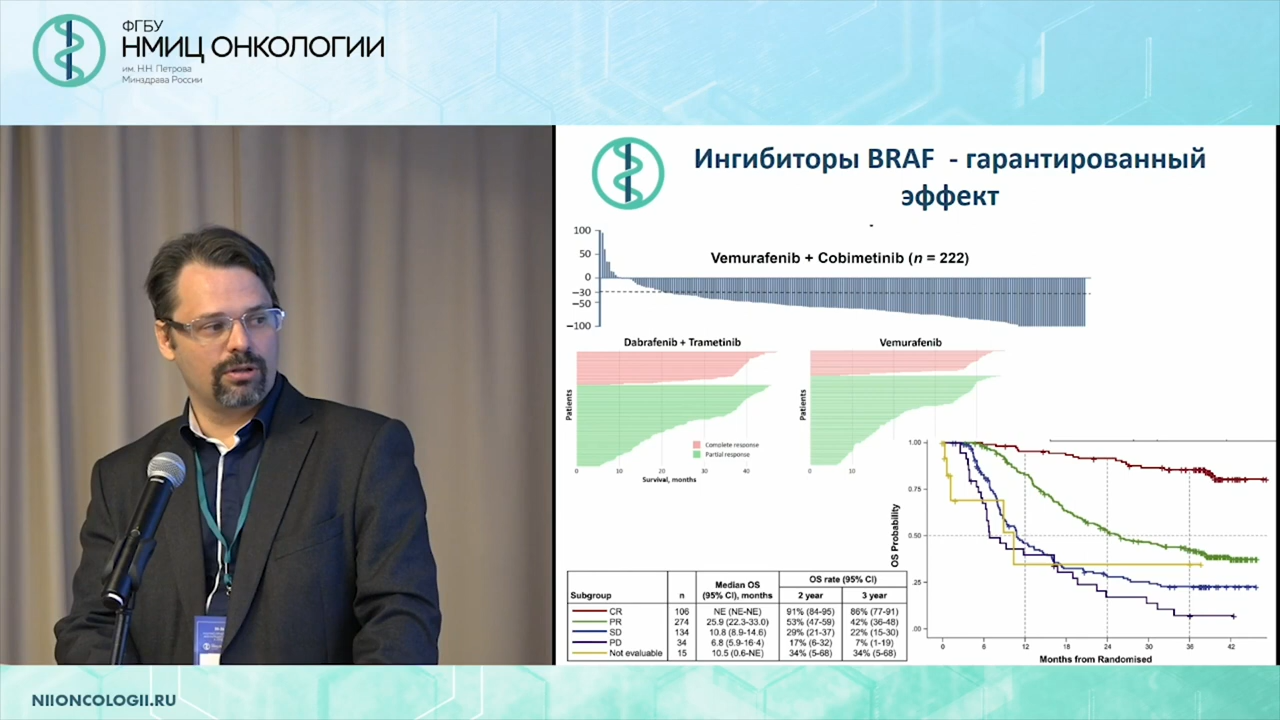 ФГБУ
НМИЦ ОНКОЛОГИИ
им. Н.Н. Петрова
Минздрава России
Ингибиторы BRAF - гарантированный
эффект
-
Vemurafenib + Cobimetinib (n = 222)
100
50
0
−30
−50
−100
Dabrafenib + Trametinib
Patients
Complete response
Partial response
0 10 20 30 40
Survival, months
Vemurafenib
Patients
0 10
OS Probability
1.00
0.75
0.50
.25
.00
0 6 12 18 24 30 36 42
Months from Randomised
Subgroup n Median OS (95% CI), months OS rate (95% CI) 2 year 3 year
CR 106 NE (NE-NE) 91% (84-95) 86% (77-91)
PR 274 25.9 (22.3-33.0) 53% (47-59) 42% (36-48)
SD 134 10.8 (8.9-14.6) 29% (21-37) 22% (15-30)
PD 34 6.8 (5.9-16.4) 17% (6-32) 7% (1-19)
Not evaluable 15 10.5 (0.6-NE) 34% (5-68) 34% (5-68)
NIIONCOLOGII.RU